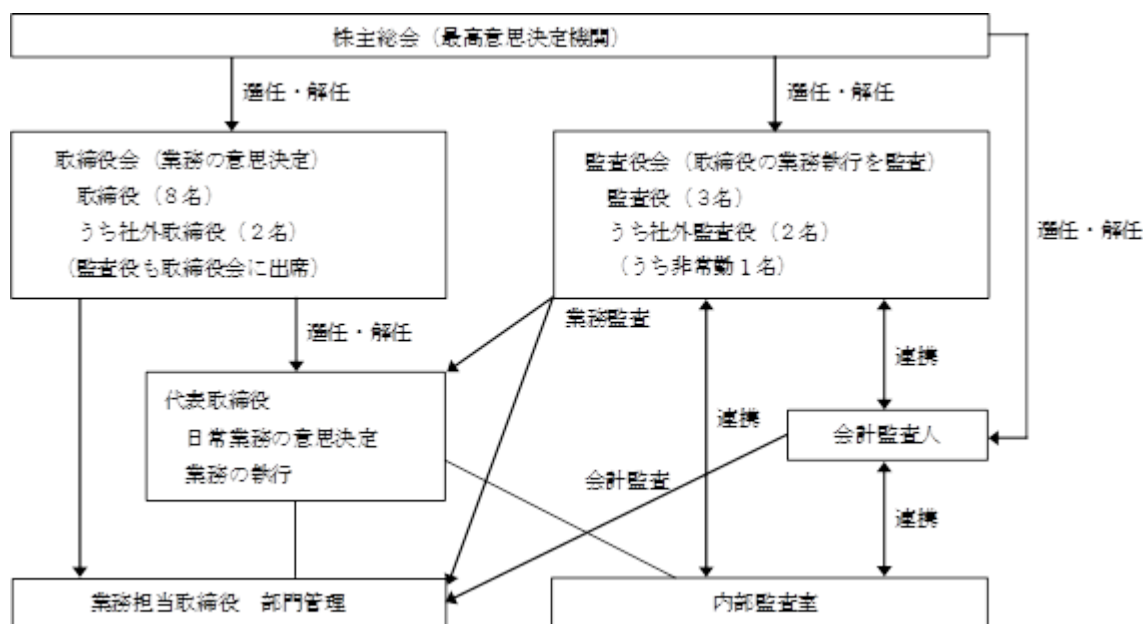 株主総会（最高意思決定機関）
選任・解任
選任・解任
取締役会（業務の意思決定）
取締役（８名）
うち社外取締役（２名）
（監査役も取締役会に出席）
監査役会（取締役の業務執行を監査）
監査役（３名）
うち社外監査役（２名）
（うち非常勤１名）
選任・解任
選任・解任
業務監査
連携
代表取締役
日常業務の意思決定
業務の執行
連携
会計監査人
会計監査
連携
業務担当取締役　部門管理
内部監査室